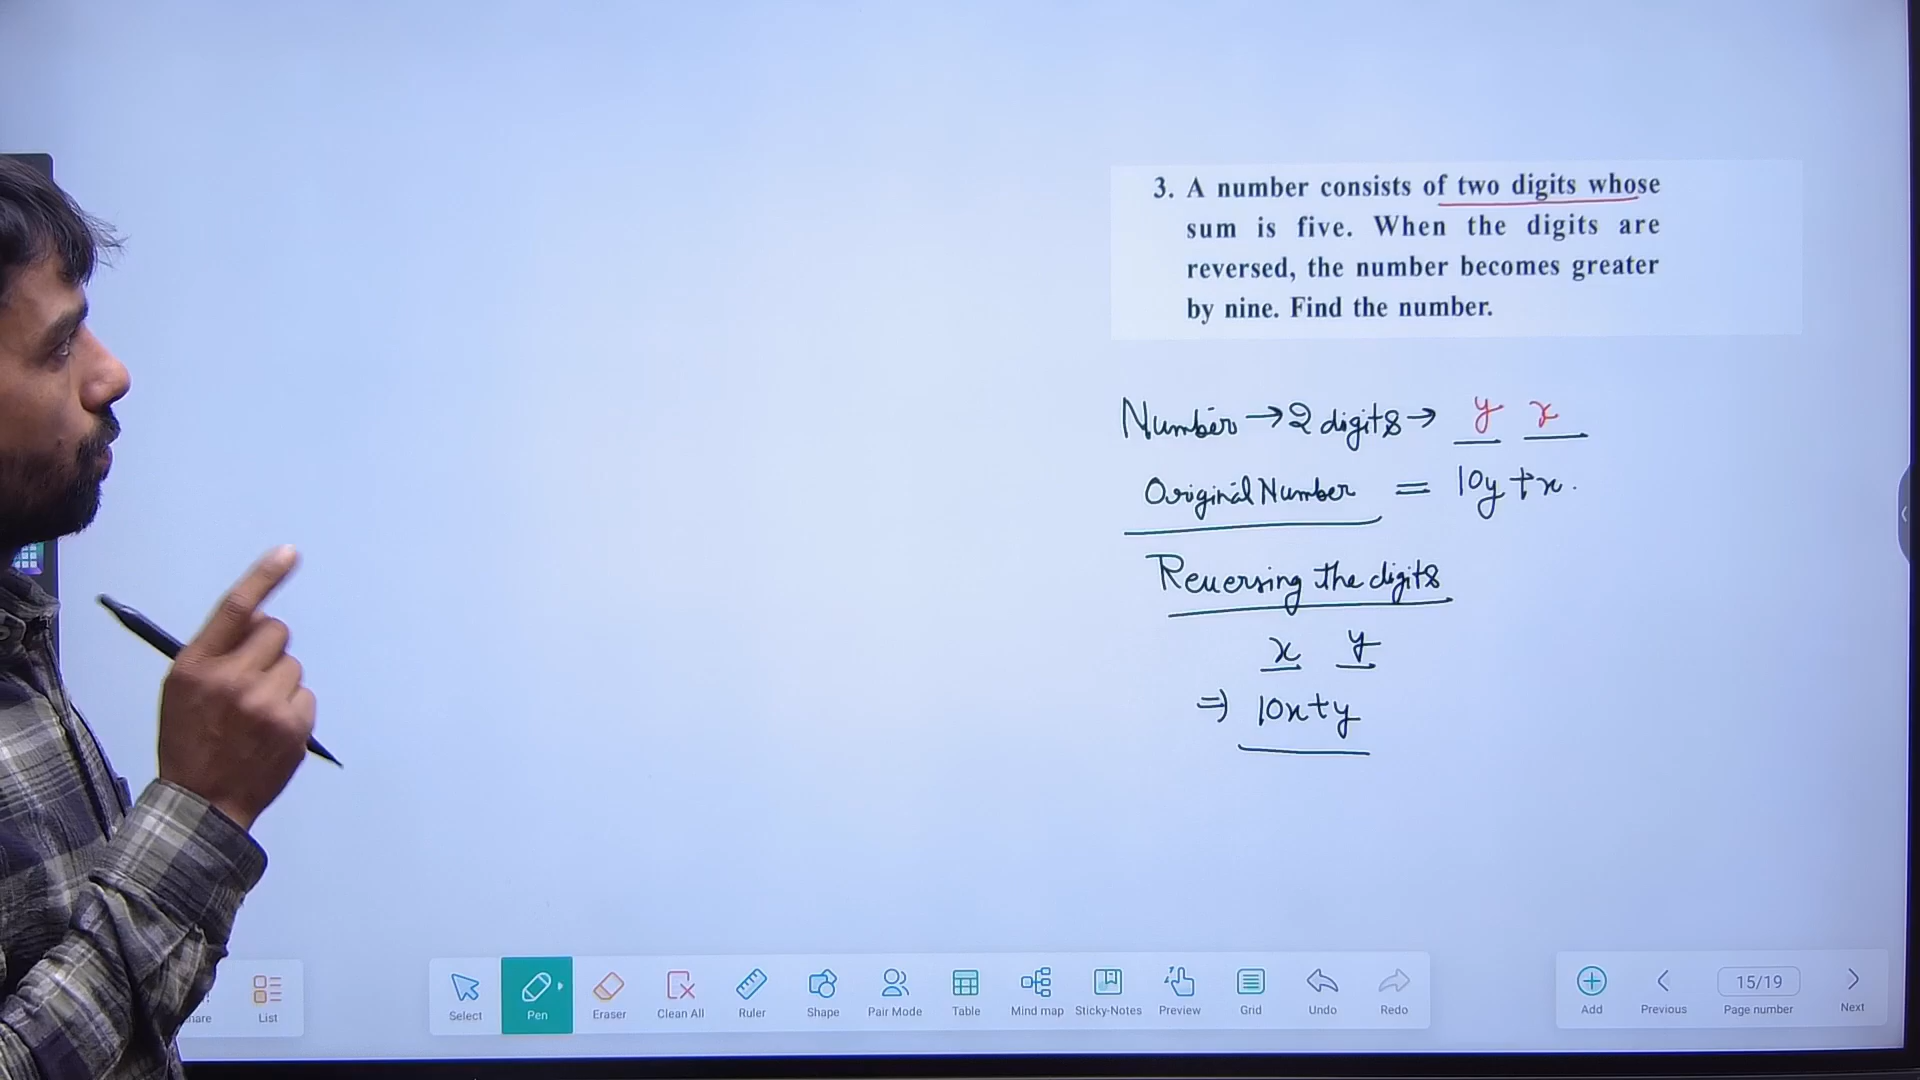 3. A number consists of two digits whose
sum is five. When the digits are
reversed, the number becomes greater
by nine. Find the number.
Number → 2 digits → y x
Original Number = 10y + x.
Reversing the digits
x y
⇒ 10x + y
hare
List
Select
Pen
Eraser
Clean All
Ruler
Shape
Pair Mode
Table
Mind map
Sticky-Notes
Preview
Grid
Undo
Redo
Add
Previous
15/19
Page number
Next